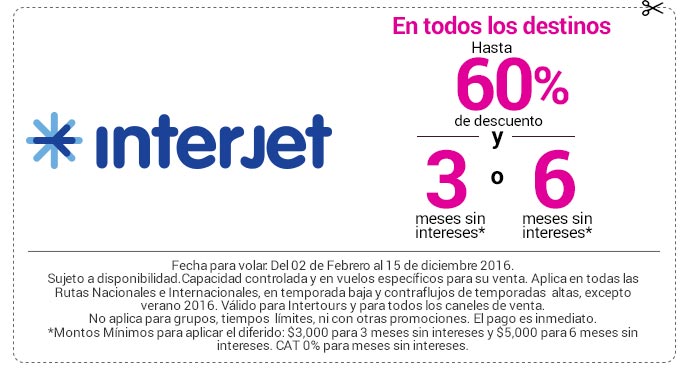 En todos los destinos
Hasta
60%
de descuento
y
3 o 6
meses sin meses sin
intereses* intereses*
interjet
Fecha para volar. Del 02 de Febrero al 15 de diciembre 2016.
Sujeto a disponibilidad.Capacidad controlada y en vuelos específicos para su venta. Aplica en todas las
Rutas Nacionales e Internacionales, en temporada baja y contraflujos de temporadas altas, excepto
verano 2016. Válido para Intertours y para todos los caneles de venta.
No aplica para grupos, tiempos límites, ni con otras promociones. El pago es inmediato.
*Montos Mínimos para aplicar el diferido: $3,000 para 3 meses sin intereses y $5,000 para 6 meses sin
intereses. CAT 0% para meses sin intereses.